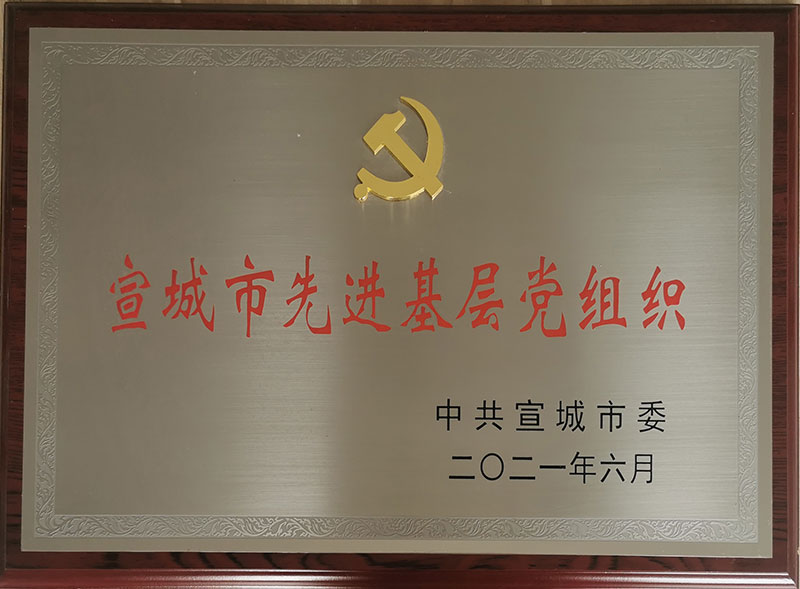 宣城市先进基层党组织
中共宣城市委
二〇二一年六月